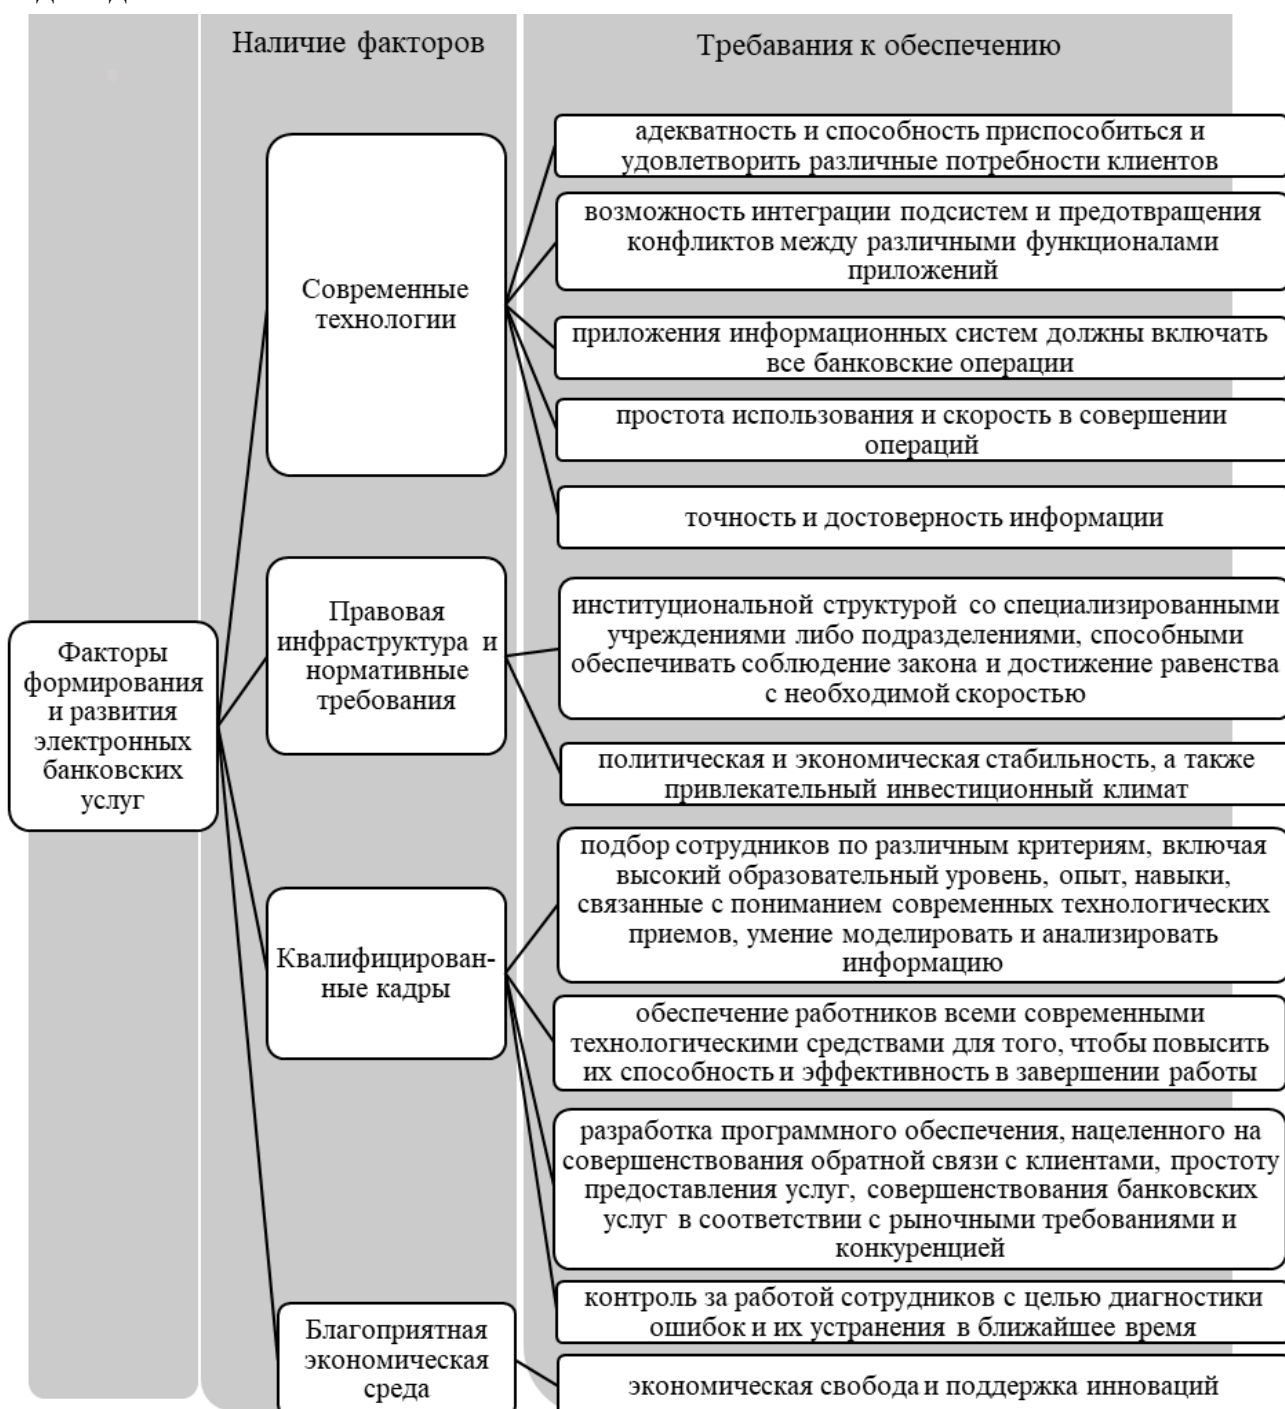 Наличие факторов
Требавания к обеспечению
Факторы
формирования
и развития
электронных
банковских
услуг
Современные
технологии
адекватность и способность приспособиться и
удовлетворить различные потребности клиентов
возможность интеграции подсистем и предотвращения
конфликтов между различными функционалами
приложений
приложения информационных систем должны включать
все банковские операции
простота использования и скорость в совершении
операций
точность и достоверность информации
Правовая
инфраструктура и
нормативные
требования
институциональной структурой со специализированными
учреждениями либо подразделениями, способными
обеспечивать соблюдение закона и достижение равенства
с необходимой скоростью
политическая и экономическая стабильность, а также
привлекательный инвестиционный климат
Квалифицирован-
ные кадры
подбор сотрудников по различным критериям, включая
высокий образовательный уровень, опыт, навыки,
связанные с пониманием современных технологических
приемов, умение моделировать и анализировать
информацию
обеспечение работников всеми современными
технологическими средствами для того, чтобы повысить
их способность и эффективность в завершении работы
разработка программного обеспечения, нацеленного на
совершенствования обратной связи с клиентами, простоту
предоставления услуг, совершенствования банковских
услуг в соответствии с рыночными требованиями и
конкуренцией
контроль за работой сотрудников с целью диагностики
ошибок и их устранения в ближайшее время
Благоприятная
экономическая
среда
экономическая свобода и поддержка инноваций